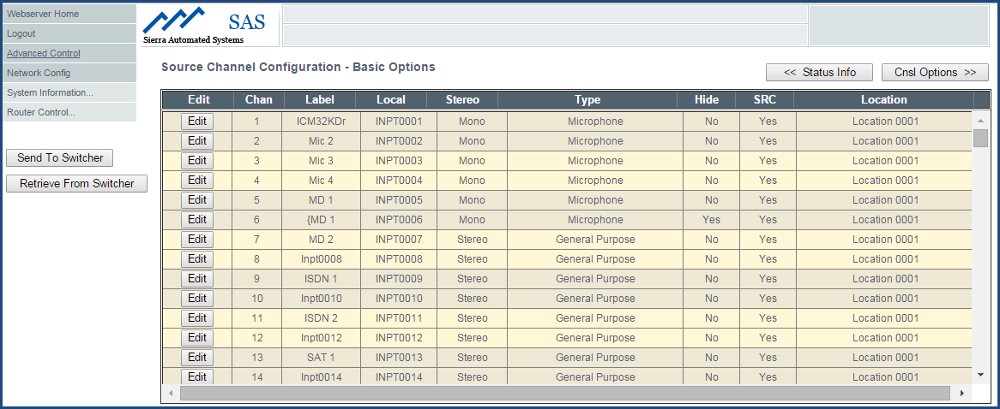 Webserver Home
Logout
Advanced Control
Network Config
System Information...
Router Control...
Send To Switcher
Retrieve From Switcher
SAS
Sierra Automated Systems
Source Channel Configuration - Basic Options
<< Status Info
Cnsl Options >>
Edit Chan Label Local Stereo Type Hide SRC Location
Edit 1 ICM32KDr INPT0001 Mono Microphone No Yes Location 0001
Edit 2 Mic 2 INPT0002 Mono Microphone No Yes Location 0001
Edit 3 Mic 3 INPT0003 Mono Microphone No Yes Location 0001
Edit 4 Mic 4 INPT0004 Mono Microphone No Yes Location 0001
Edit 5 MD 1 INPT0005 Mono Microphone No Yes Location 0001
Edit 6 {MD 1 INPT0006 Mono Microphone Yes Yes Location 0001
Edit 7 MD 2 INPT0007 Stereo General Purpose No Yes Location 0001
Edit 8 Inpt0008 INPT0008 Stereo General Purpose No Yes Location 0001
Edit 9 ISDN 1 INPT0009 Stereo General Purpose No Yes Location 0001
Edit 10 Inpt0010 INPT0010 Stereo General Purpose No Yes Location 0001
Edit 11 ISDN 2 INPT0011 Stereo General Purpose No Yes Location 0001
Edit 12 Inpt0012 INPT0012 Stereo General Purpose No Yes Location 0001
Edit 13 SAT 1 INPT0013 Stereo General Purpose No Yes Location 0001
Edit 14 Inpt0014 INPT0014 Stereo General Purpose No Yes Location 0001